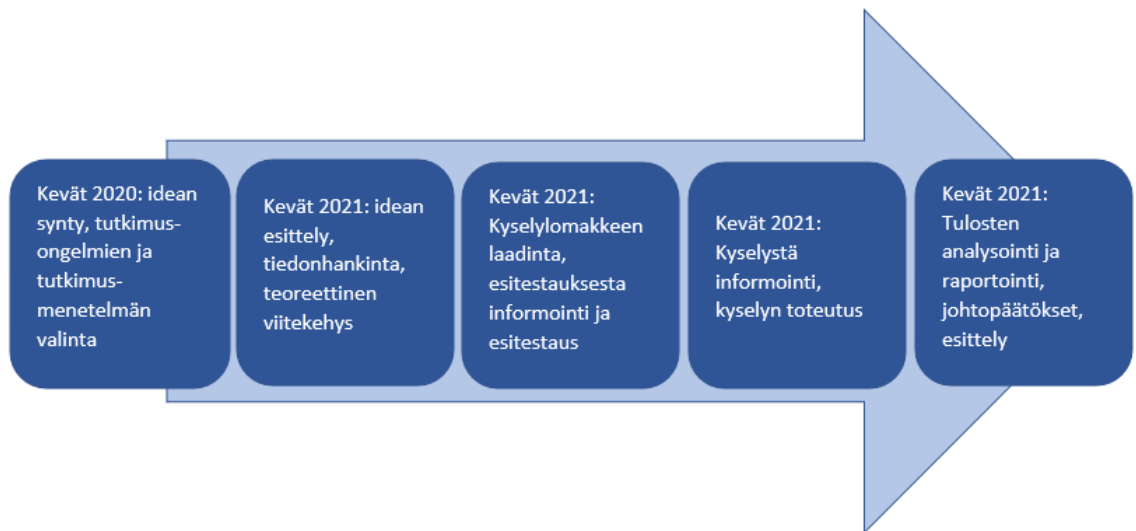 Kevät 2020: idean
synty, tutkimus-
ongelmien ja
tutkimus-
menetelmän
valinta
Kevät 2021: idean
esittely,
tiedonhankinta,
teoreettinen
viitekehys
Kevät 2021:
Kyselylomakkeen
laadinta,
esitestauksesta
informointi ja
esitestaus
Kevät 2021:
Kyselystä
informointi,
kyselyn toteutus
Kevät 2021:
Tulosten
analysointi ja
raportointi,
johtopäätökset,
esittely